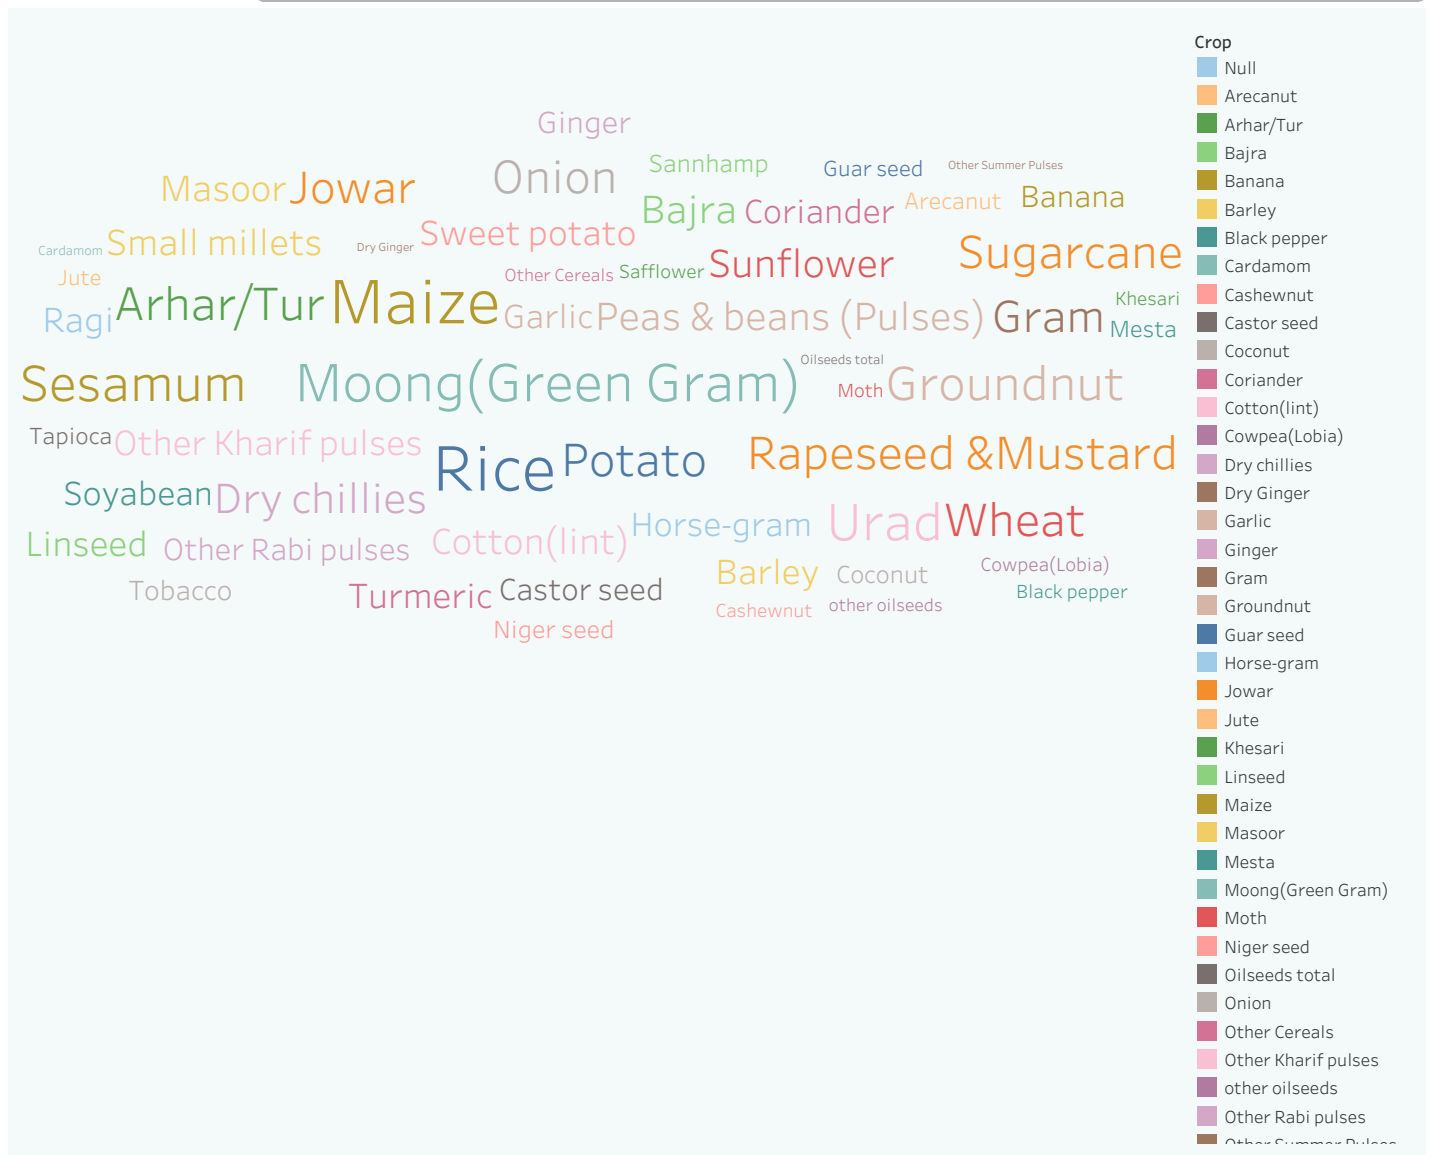 Ginger
Onion
Sannhamp
Guar seed
Other Summer Pulses
Masoor
Jowar
Bajra
Coriander
Arecanut
Banana
Cardamom
Small millets
Dry Ginger
Sweet potato
Sugarcane
Jute
Other Cereals
Safflower
Sunflower
Ragi
Arhar/Tur
Maize
Garlic
Peas & beans (Pulses)
Gram
Khesari
Mesta
Sesamum
Moong(Green Gram)
Oilseeds total
Moth
Groundnut
Tapioca
Other Kharif pulses
Rice
Potato
Rapeseed &Mustard
Soyabean
Dry chillies
Linseed
Other Rabi pulses
Cotton(lint)
Horse-gram
Urad
Wheat
Tobacco
Turmeric
Castor seed
Barley
Coconut
Cowpea(Lobia)
Niger seed
Cashewnut
other oilseeds
Black pepper
Crop
Null
Arecanut
Arhar/Tur
Bajra
Banana
Barley
Black pepper
Cardamom
Cashewnut
Castor seed
Coconut
Coriander
Cotton(lint)
Cowpea(Lobia)
Dry chillies
Dry Ginger
Garlic
Ginger
Gram
Groundnut
Guar seed
Horse-gram
Jowar
Jute
Khesari
Linseed
Maize
Masoor
Mesta
Moong(Green Gram)
Moth
Niger seed
Oilseeds total
Onion
Other Cereals
Other Kharif pulses
other oilseeds
Other Rabi pulses
Other Summer Pulses